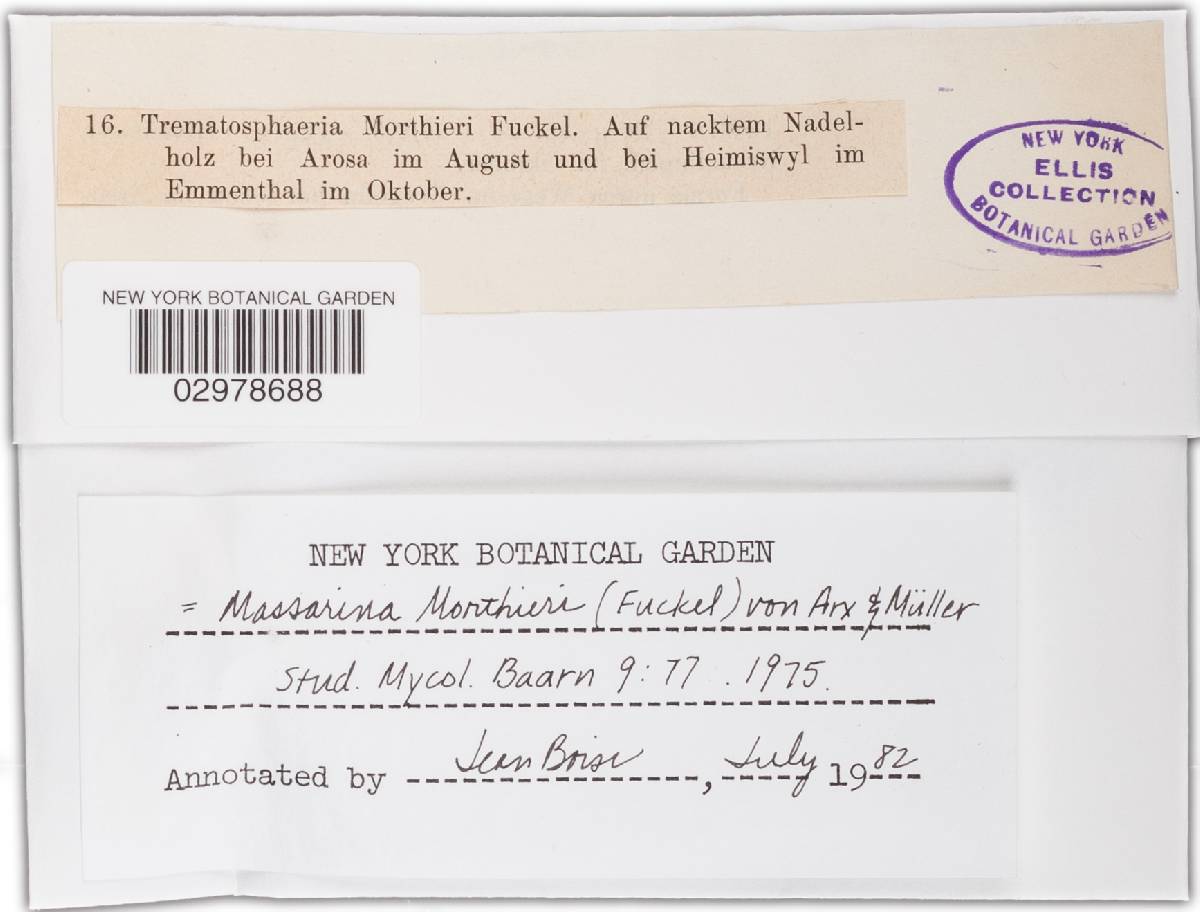 16. Trematosphaeria Morthieri Fuckel. Auf nacktem Nadel-
holz bei Arosa im August und bei Heimiswyl im
Emmenthal im Oktober.
NEW YORK
ELLIS
COLLECTION
BOTANICAL GARDEN
NEW YORK BOTANICAL GARDEN
02978688
NEW YORK BOTANICAL GARDEN
= Massarina Morthieri (Fuckel) von Arx & Müller
Stud. Mycol. Baarn 9:77. 1975.
Annotated by Jean Boise, July 1982